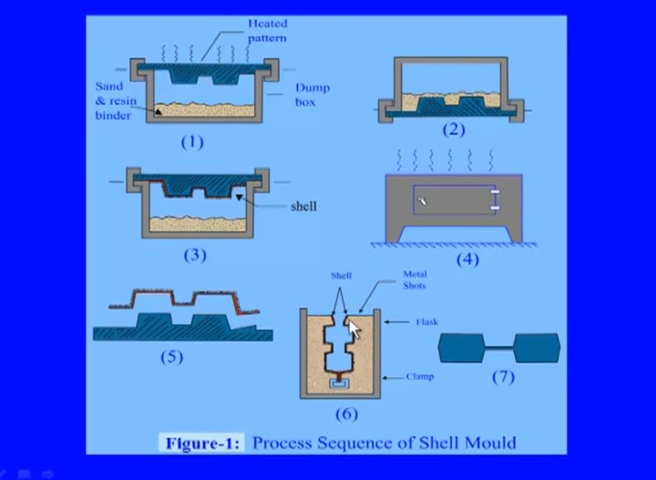 Heated
pattern
Sand
& resin
binder
Dump
box
(1)
(2)
shell
(3)
(4)
(5)
Shell
Metal
Shots
Flask
Clamp
(6)
(7)
Figure-1: Process Sequence of Shell Mould